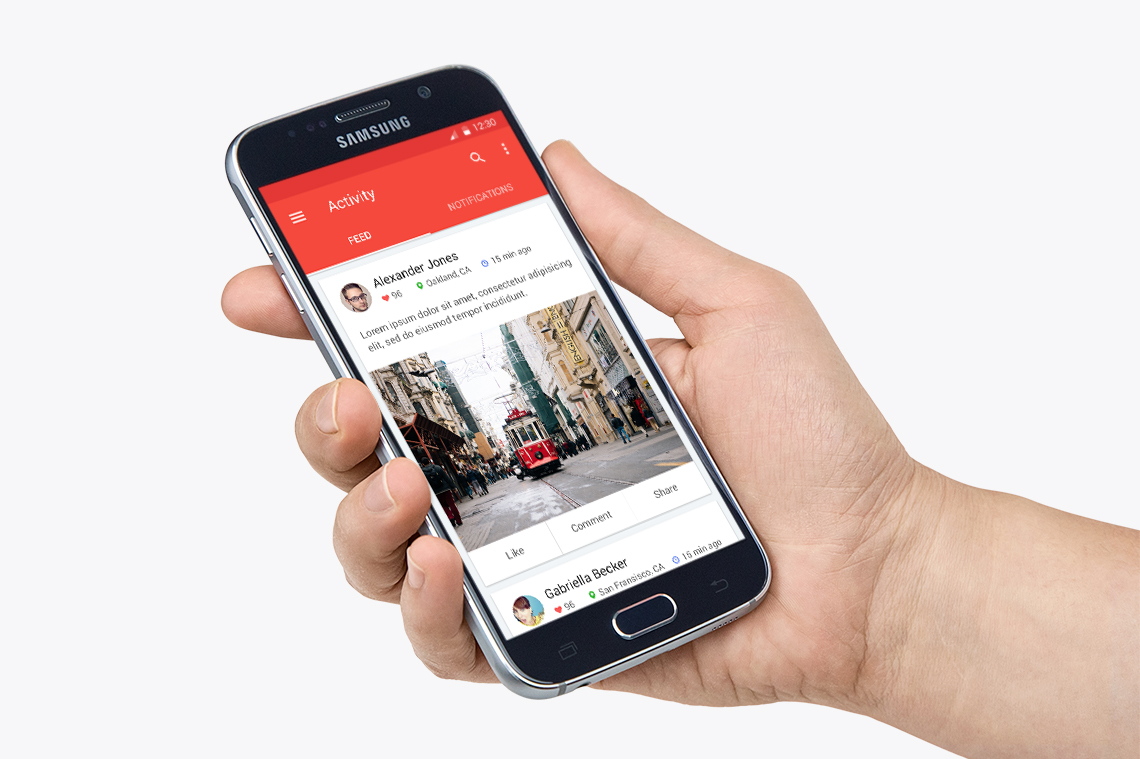 SAMSUNG
12:30
Activity
FEED
NOTIFICATIONS
Alexander Jones
96 Oakland, CA 15 min ago
Lorem ipsum dolor sit amet, consectetur adipisicing
elit, sed do eiusmod tempor incididunt.
ENGLISH
Like Comment Share
Gabriella Becker
96 San Fransisco, CA 15 min ago